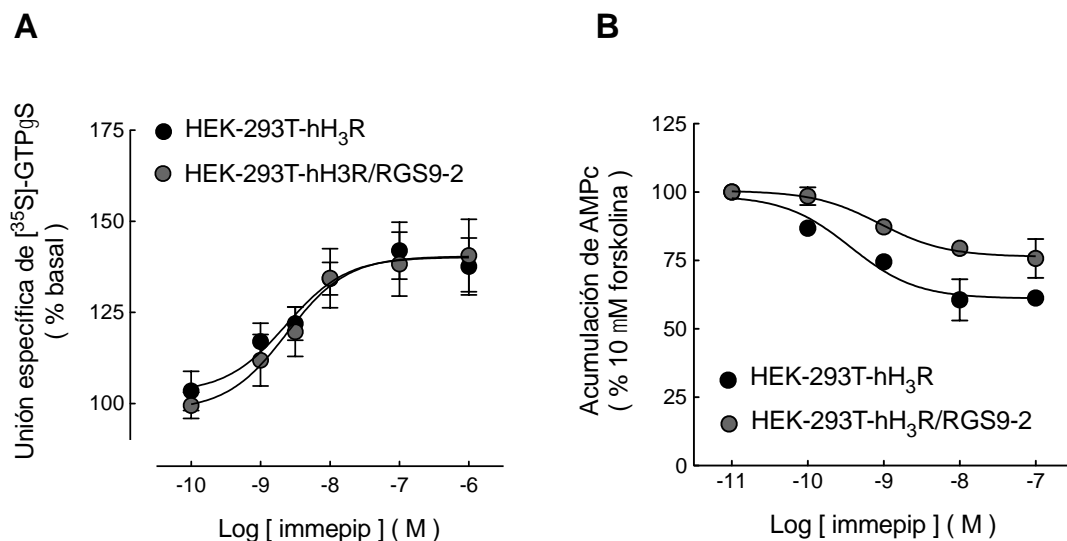 A
Unión específica de [³⁵S]-GTPgS
( % basal )
175
150
125
100
HEK-293T-hH₃R
HEK-293T-hH3R/RGS9-2
-10 -9 -8 -7 -6
Log [ immepip ] ( M )
B
Acumulación de AMPc
( % 10 mM forskolina )
125
100
75
50
25
0
HEK-293T-hH₃R
HEK-293T-hH₃R/RGS9-2
-11 -10 -9 -8 -7
Log [ immepip ] ( M )